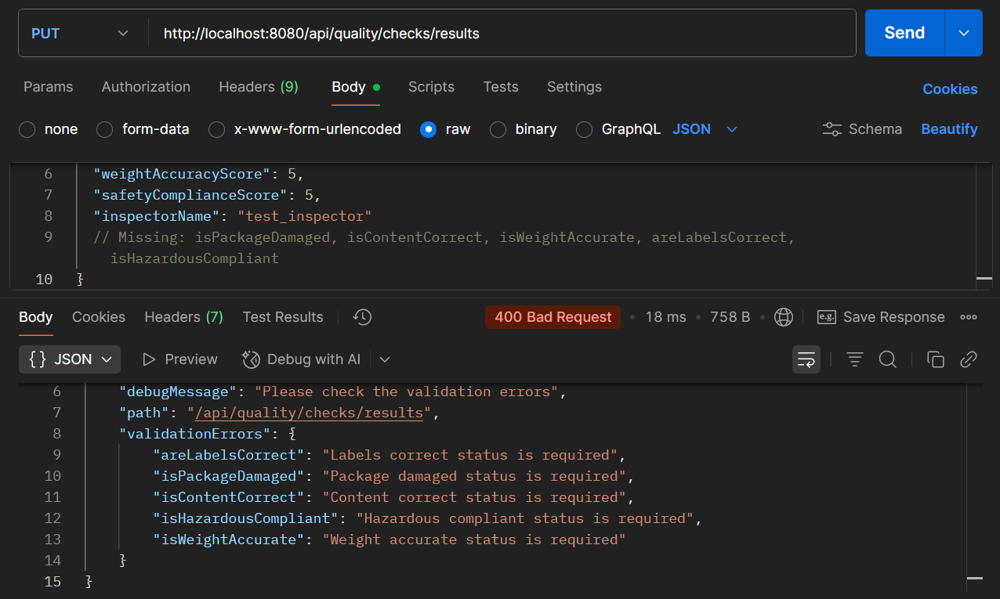 PUT http://localhost:8080/api/quality/checks/results Send
Params Authorization Headers (9) Body Scripts Tests Settings Cookies
none form-data x-www-form-urlencoded raw binary GraphQL JSON Schema Beautify
6 "weightAccuracyScore": 5,
7 "safetyComplianceScore": 5,
8 "inspectorName": "test_inspector"
9 // Missing: isPackageDamaged, isContentCorrect, isWeightAccurate, areLabelsCorrect,
isHazardousCompliant
10 }
Body Cookies Headers (7) Test Results 400 Bad Request • 18 ms • 758 B • e.g. Save Response
{} JSON Preview Debug with AI
6 "debugMessage": "Please check the validation errors",
7 "path": "/api/quality/checks/results",
8 "validationErrors": {
9 "areLabelsCorrect": "Labels correct status is required",
10 "isPackageDamaged": "Package damaged status is required",
11 "isContentCorrect": "Content correct status is required",
12 "isHazardousCompliant": "Hazardous compliant status is required",
13 "isWeightAccurate": "Weight accurate status is required"
14 }
15 }